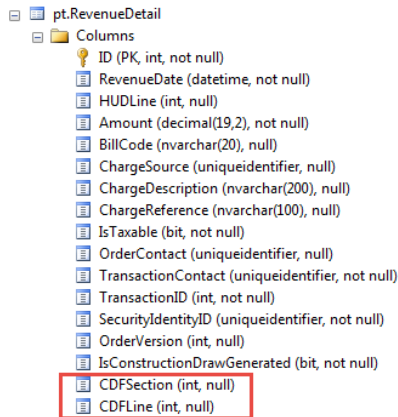 pt.RevenueDetail
Columns
ID (PK, int, not null)
RevenueDate (datetime, not null)
HUDLine (int, null)
Amount (decimal(19,2), not null)
BillCode (nvarchar(20), null)
ChargeSource (uniqueidentifier, null)
ChargeDescription (nvarchar(200), null)
ChargeReference (nvarchar(100), null)
IsTaxable (bit, not null)
OrderContact (uniqueidentifier, null)
TransactionContact (uniqueidentifier, not null)
TransactionID (int, not null)
SecurityIdentityID (uniqueidentifier, not null)
OrderVersion (int, null)
IsConstructionDrawGenerated (bit, not null)
CDFSection (int, null)
CDFLine (int, null)